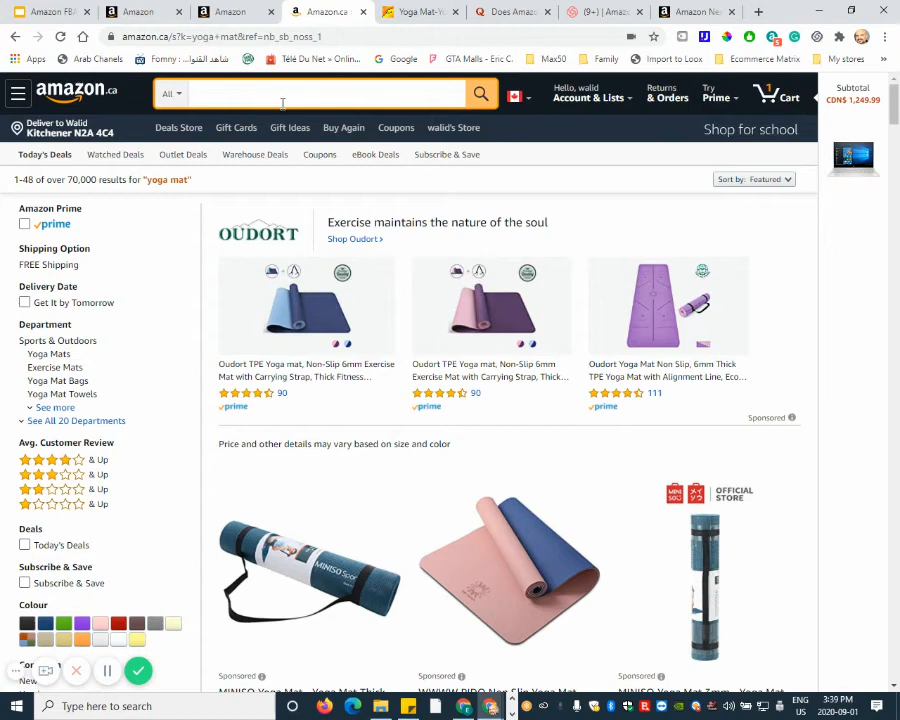 Amazon FBA
Amazon
Amazon
Amazon.ca
Yoga Mat-Yo
Does Amazo
(9+) | Amazo
Amazon Ne
amazon.ca/s?k=yoga+mat&ref=nb_sb_noss_1
Apps
Arab Chanels
Fonny : شاهد القنوا...
Télé Du Net » Onlin...
Google
GTA Malls - Eric C.
Max50
Family
Import to Loox
Ecommerce Matrix
My stores
amazon.ca
All
Hello, walid
Account & Lists
Returns
& Orders
Try
Prime
1
Cart
Subtotal
CDN$ 1,249.99
Deliver to Walid
Kitchener N2A 4C4
Deals Store
Gift Cards
Gift Ideas
Buy Again
Coupons
walid's Store
Shop for school
Today's Deals
Watched Deals
Outlet Deals
Warehouse Deals
Coupons
eBook Deals
Subscribe & Save
1-48 of over 70,000 results for "yoga mat"
Sort by: Featured
Amazon Prime
prime
Shipping Option
FREE Shipping
Delivery Date
Get It by Tomorrow
Department
Sports & Outdoors
Yoga Mats
Exercise Mats
Yoga Mat Bags
Yoga Mat Towels
See more
See All 20 Departments
Avg. Customer Review
& Up
& Up
& Up
& Up
Deals
Today's Deals
Subscribe & Save
Subscribe & Save
Colour
New
OUDORT
Exercise maintains the nature of the soul
Shop Oudort ›
Oudort TPE Yoga mat, Non-Slip 6mm Exercise
Mat with Carrying Strap, Thick Fitness...
90
prime
Oudort TPE Yoga mat, Non-Slip 6mm
Exercise Mat with Carrying Strap, Thick...
90
prime
Oudort Yoga Mat Non Slip, 6mm Thick
TPE Yoga Mat with Alignment Line, Eco...
111
prime
Sponsored
Price and other details may vary based on size and color
MINISO Spor
MINISO
OFFICIAL
STORE
Sponsored
Sponsored
Sponsored
Type here to search
ENG
US
3:39 PM
2020-09-01